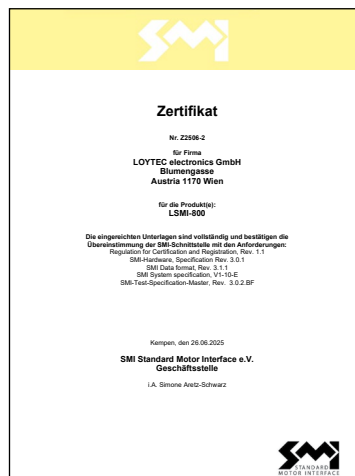 SMI
Zertifikat
Nr. Z2506-2
für Firma
LOYTEC electronics GmbH
Blumengasse
Austria 1170 Wien
für die Produkt(e):
LSMI-800
Die eingereichten Unterlagen sind vollständig und bestätigen die
Übereinstimmung der SMI-Schnittstelle mit den Anforderungen:
Regulation for Certification and Registration, Rev. 1.1
SMI-Hardware, Specification Rev. 3.0.1
SMI Data format, Rev. 3.1.1
SMI System specification, V1-10-E
SMI-Test-Specification-Master, Rev. 3.0.2.BF
Kempen, den 26.06.2025
SMI Standard Motor Interface e.V.
Geschäftsstelle
i.A. Simone Aretz-Schwarz
SMI
STANDARD
MOTOR INTERFACE